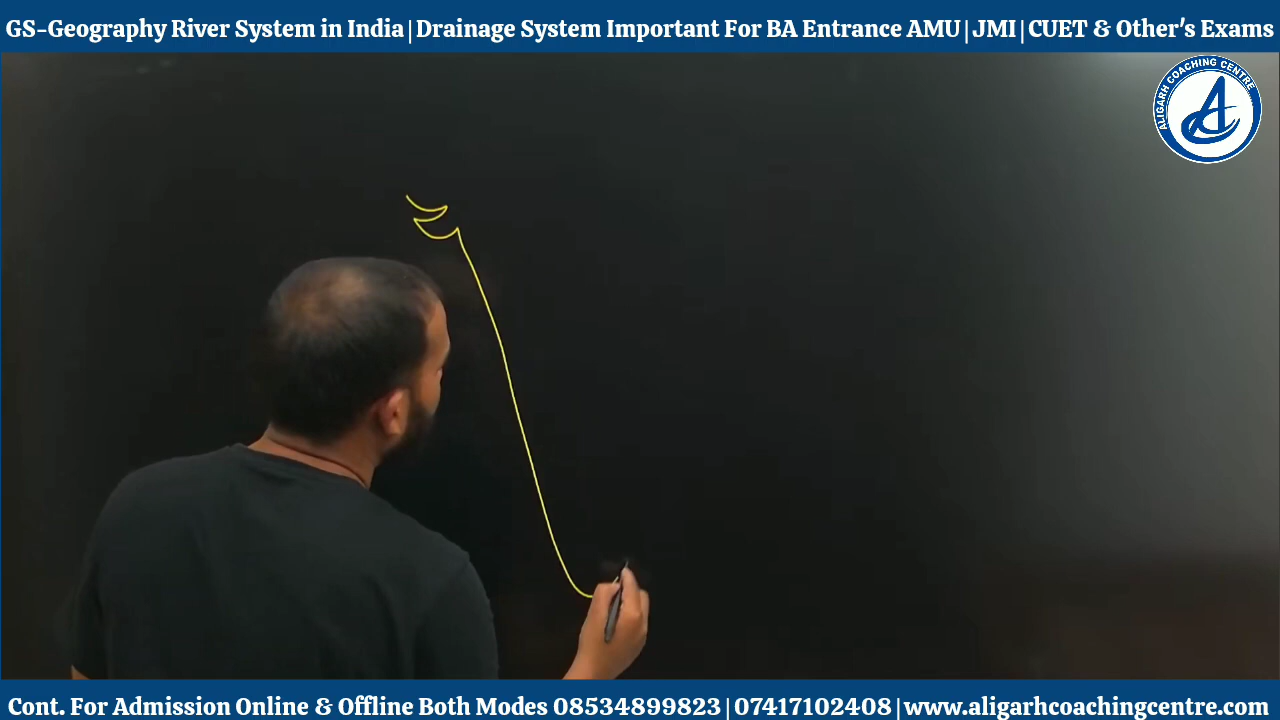 GS-Geography River System in India|Drainage System Important For BA Entrance AMU|JMI|CUET & Other's Exams
ALIGARH COACHING CENTRE
A
Cont. For Admission Online & Offline Both Modes 08534899823|07417102408|www.aligarhcoachingcentre.com